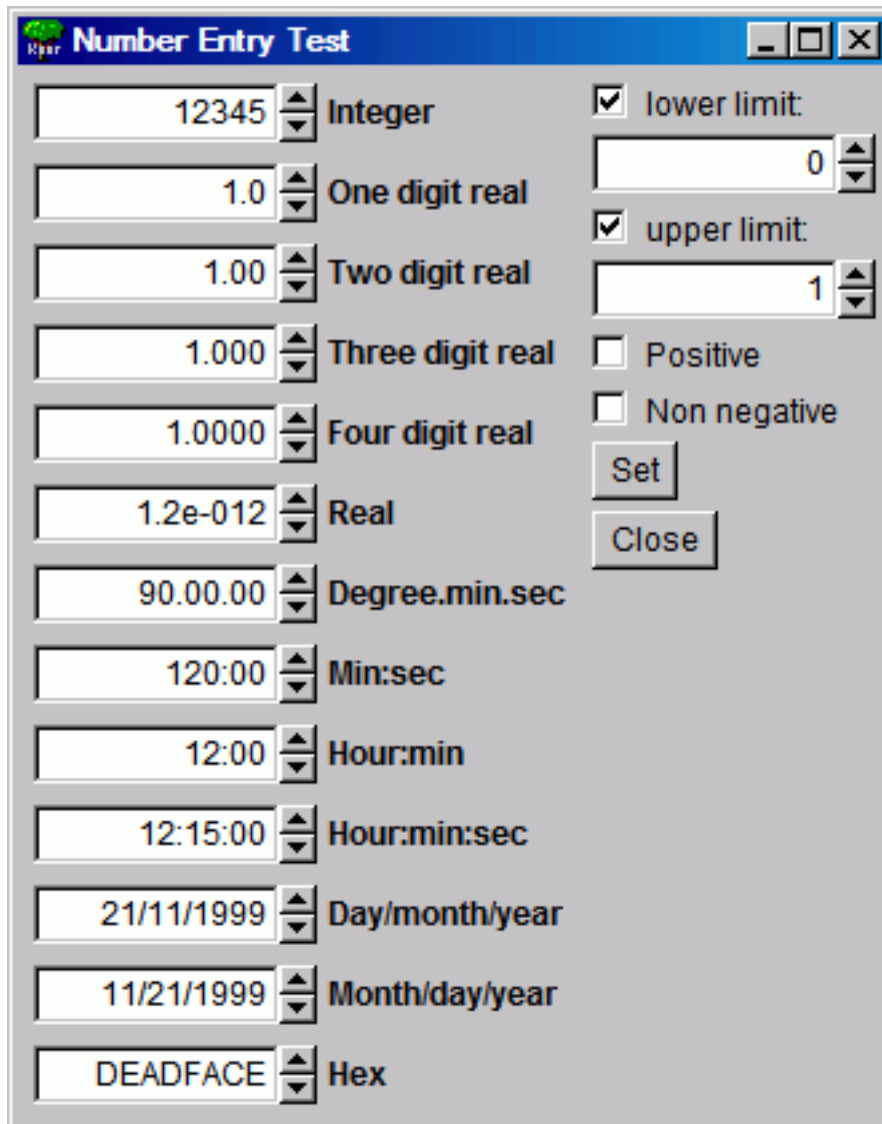 Number Entry Test
12345 Integer
1.0 One digit real
1.00 Two digit real
1.000 Three digit real
1.0000 Four digit real
1.2e-012 Real
90.00.00 Degree.min.sec
120:00 Min:sec
12:00 Hour:min
12:15:00 Hour:min:sec
21/11/1999 Day/month/year
11/21/1999 Month/day/year
DEADFACE Hex
lower limit:
0
upper limit:
1
Positive
Non negative
Set
Close